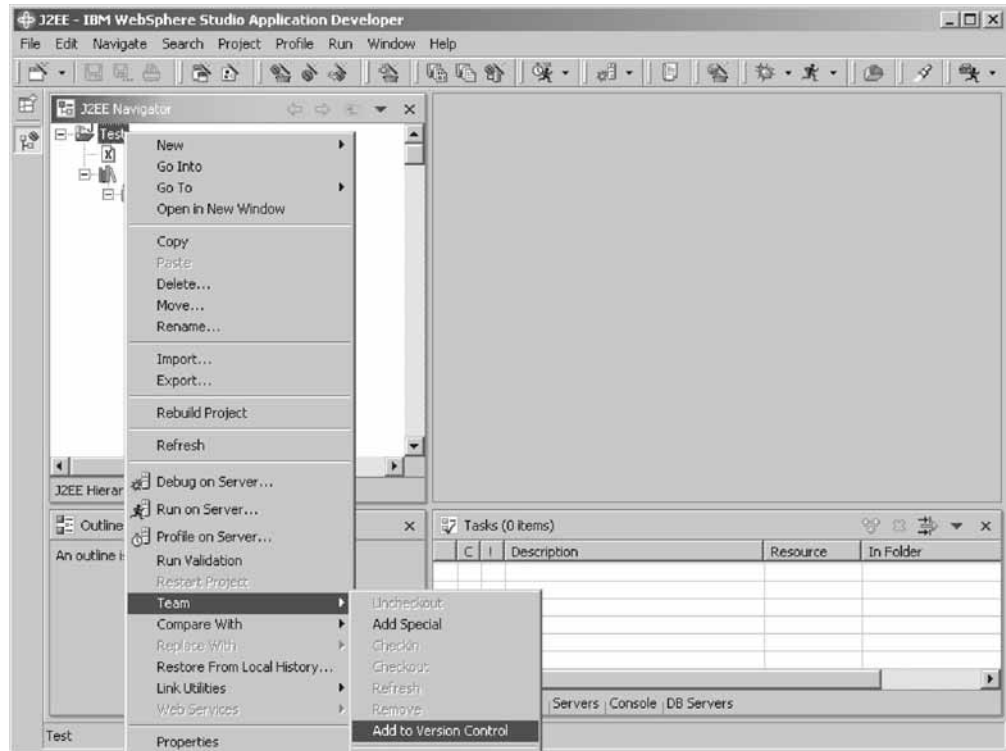 J2EE - IBM WebSphere Studio Application Developer
File Edit Navigate Search Project Profile Run Window Help
J2EE Navigator
Test
New
Go Into
Go To
Open in New Window
Copy
Paste
Delete...
Move...
Rename...
Import...
Export...
Rebuild Project
Refresh
J2EE Hierar
Debug on Server...
Run on Server...
Profile on Server...
Run Validation
Restart Project
Team
Compare With
Replace With
Restore From Local History...
Link Utilities
Web Services
Properties
Outline
An outline is
Uncheckout
Add Special
Checkin
Checkout
Refresh
Remove
Add to Version Control
Tasks (0 items)
C ! Description Resource In Folder
Servers Console DB Servers
Test